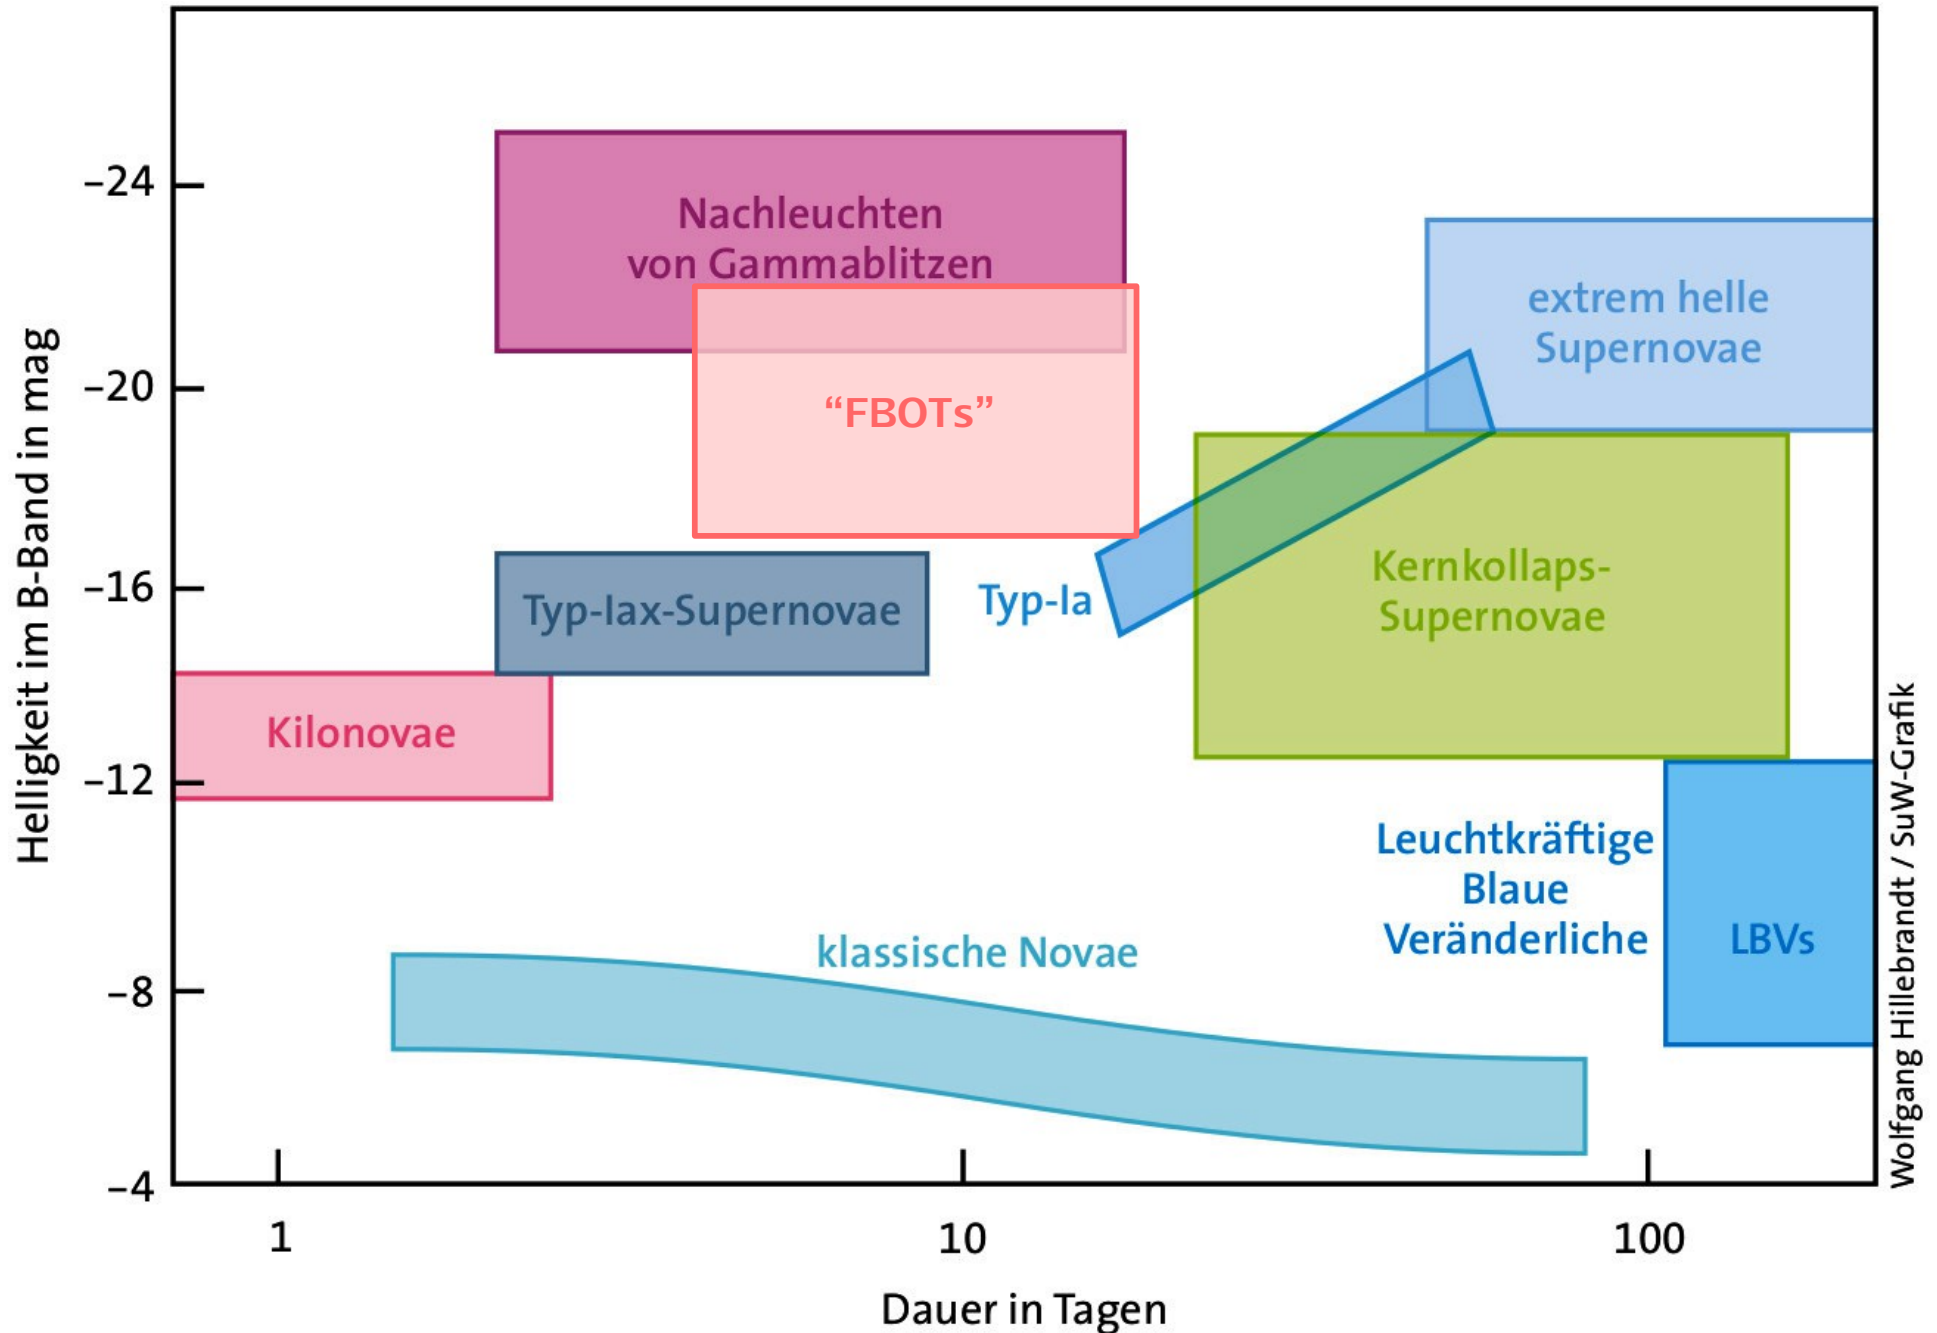 Helligkeit im B-Band in mag
−24
−20
−16
−12
−8
−4
Nachleuchten
von Gammablitzen
“FBOTs”
extrem helle
Supernovae
Typ-Iax-Supernovae
Typ-Ia
Kernkollaps-
Supernovae
Kilonovae
Leuchtkräftige
Blaue
Veränderliche
LBVs
klassische Novae
1
10
100
Dauer in Tagen
Wolfgang Hillebrandt / SuW-Grafik